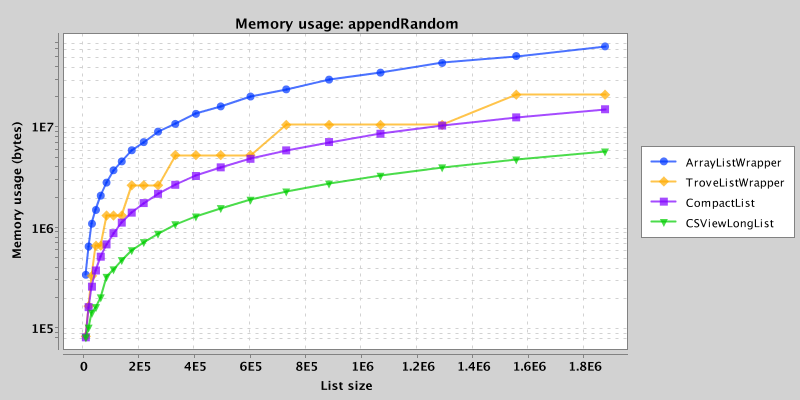 Memory usage: appendRandom
Memory usage (bytes)
1E7
1E6
1E5
0 2E5 4E5 6E5 8E5 1E6 1.2E6 1.4E6 1.6E6 1.8E6
List size
ArrayListWrapper
TroveListWrapper
CompactList
CSViewLongList